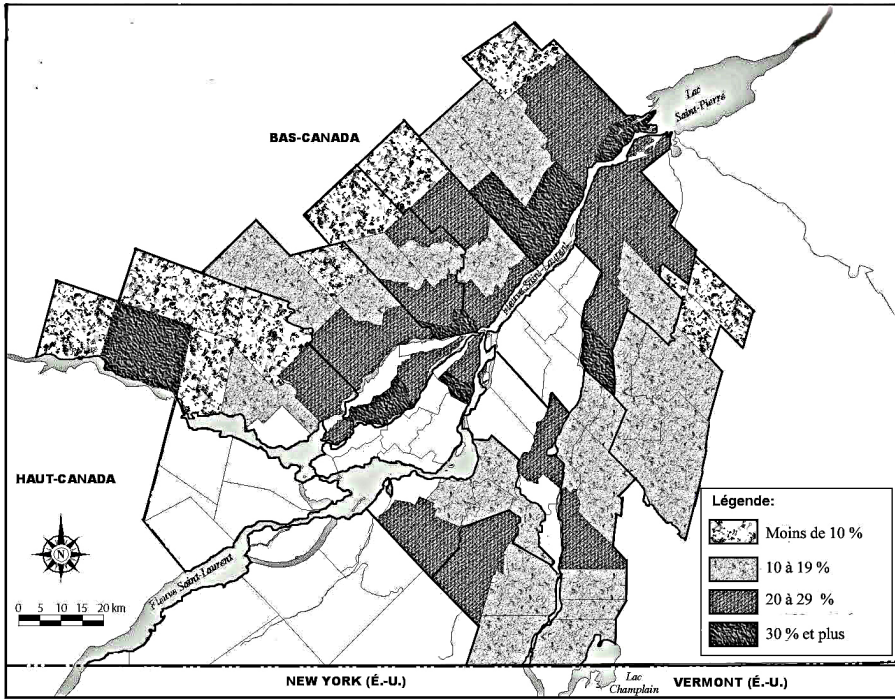 Lac
Saint-Pierre
BAS-CANADA
Fleuve Saint-Laurent
HAUT-CANADA
N
0 5 10 15 20 km
Fleuve Saint-Laurent
Légende:
Moins de 10 %
10 à 19 %
20 à 29 %
30 % et plus
NEW YORK (É.-U.)
Lac
Champlain
VERMONT (É.-U.)